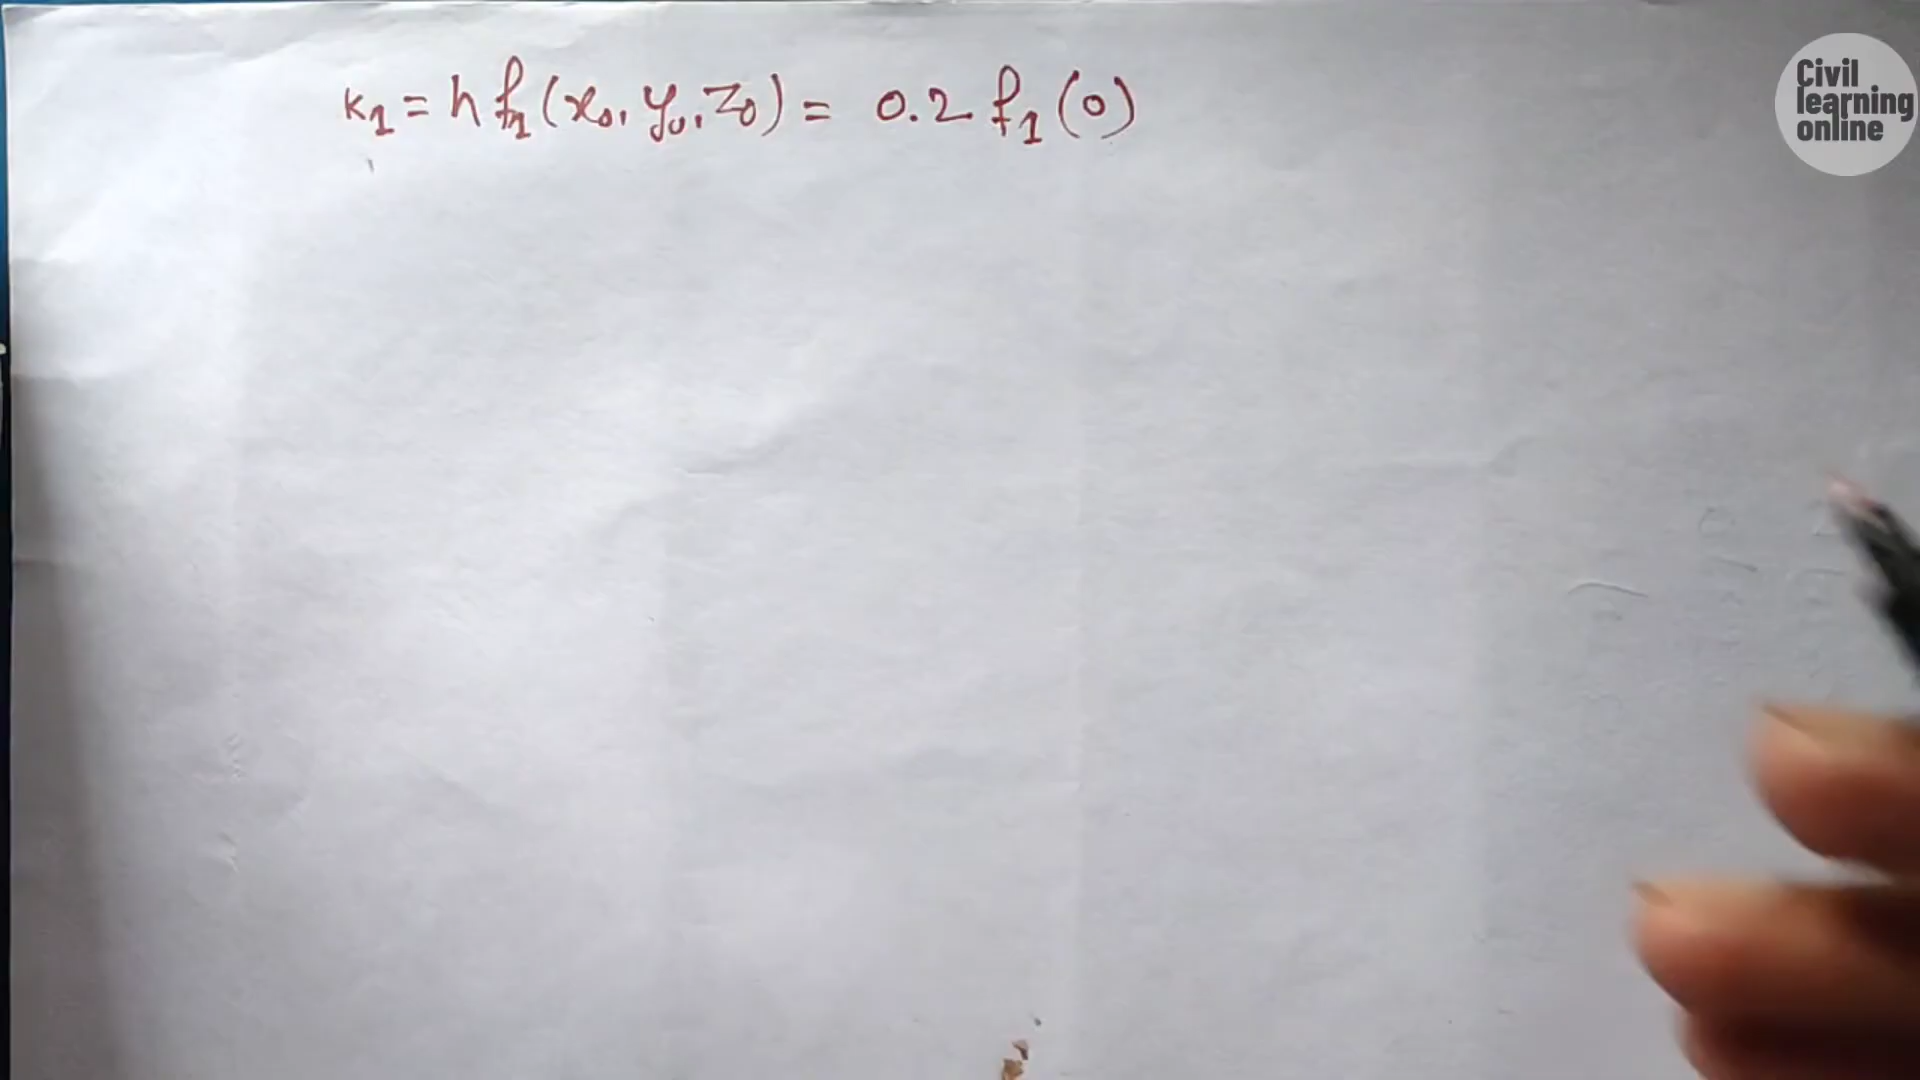 k₁ = h f₁(x₀, y₀, z₀) = 0.2 f₁(0)
Civil
learning
online